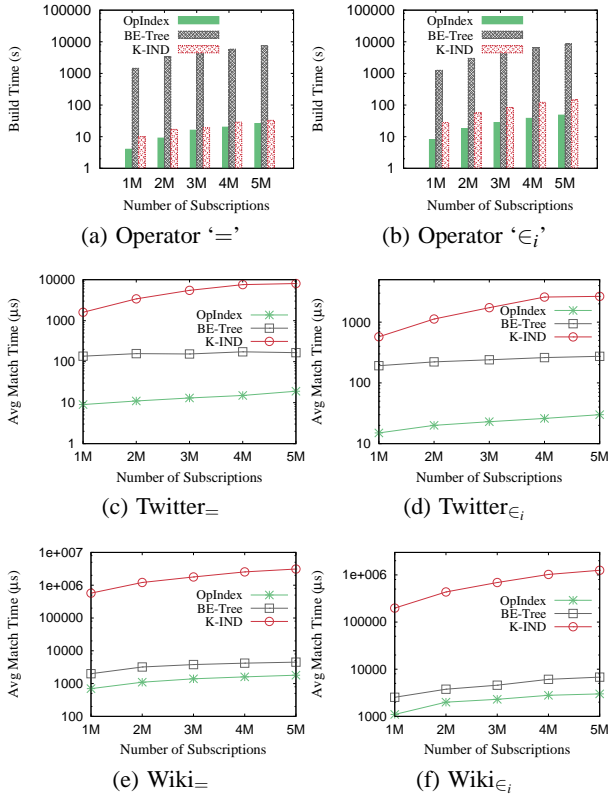 100000
10000
1000
100
10
1
Build Time (s)
OpIndex
BE-Tree
K-IND
1M 2M 3M 4M 5M
Number of Subscriptions
(a) Operator ‘=’
100000
10000
1000
100
10
1
Build Time (s)
OpIndex
BE-Tree
K-IND
1M 2M 3M 4M 5M
Number of Subscriptions
(b) Operator ‘∈i’
10000
1000
100
10
1
Avg Match Time (μs)
OpIndex
BE-Tree
K-IND
1M 2M 3M 4M 5M
Number of Subscriptions
(c) Twitter=
1000
100
10
Avg Match Time (μs)
OpIndex
BE-Tree
K-IND
1M 2M 3M 4M 5M
Number of Subscriptions
(d) Twitter∈i
1e+007
1e+006
100000
10000
1000
100
Avg Match Time (μs)
OpIndex
BE-Tree
K-IND
1M 2M 3M 4M 5M
Number of Subscriptions
(e) Wiki=
1e+006
100000
10000
1000
Avg Match Time (μs)
OpIndex
BE-Tree
K-IND
1M 2M 3M 4M 5M
Number of Subscriptions
(f) Wiki∈i